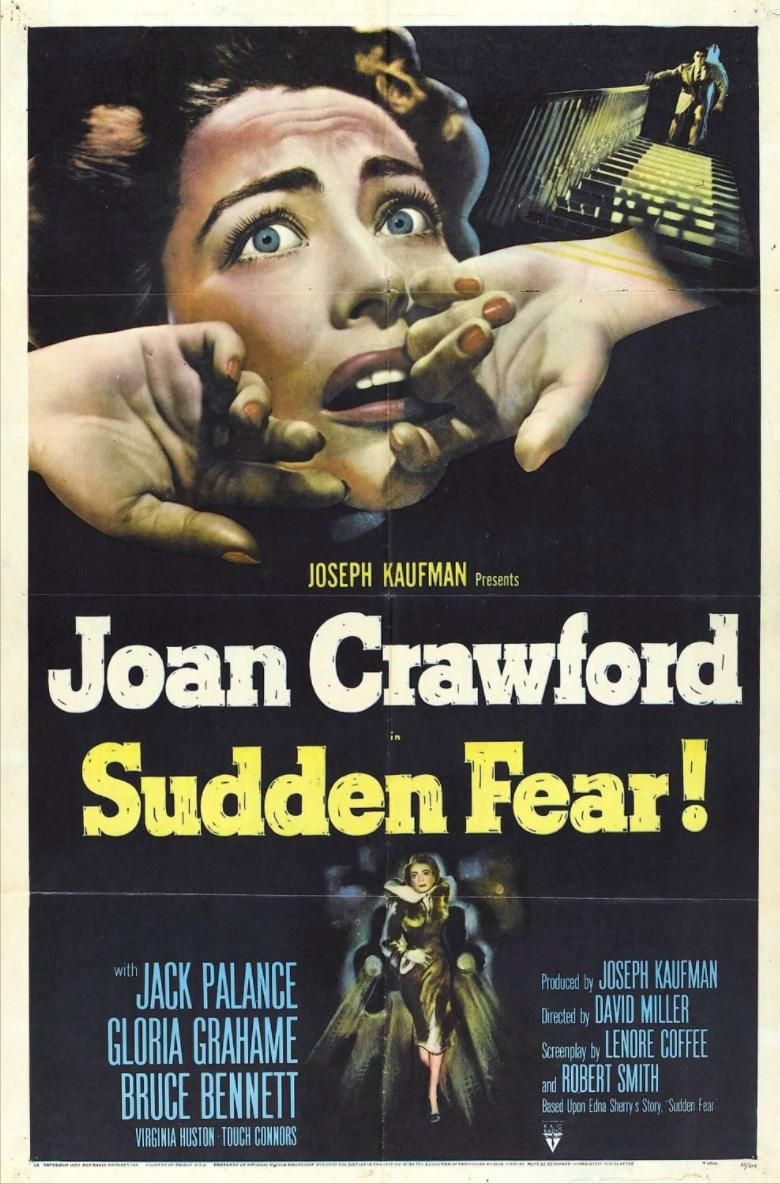 JOSEPH KAUFMAN Presents
Joan Crawford
in
Sudden Fear!
with JACK PALANCE
GLORIA GRAHAME
BRUCE BENNETT
VIRGINIA HUSTON · TOUCH CONNORS
Produced by JOSEPH KAUFMAN
Directed by DAVID MILLER
Screenplay by LENORE COFFEE
and ROBERT SMITH
Based Upon Edna Sherry's Story, "Sudden Fear"
RKO
RADIO